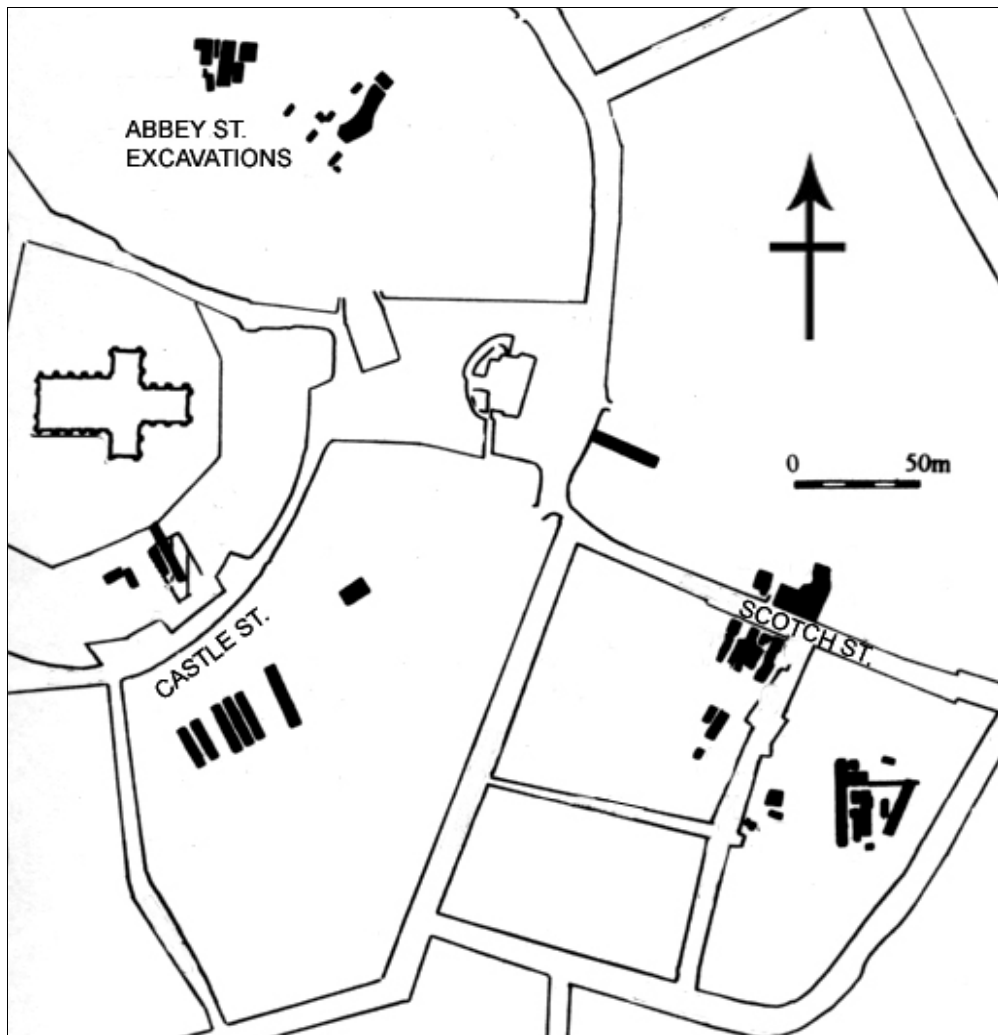 ABBEY ST.
EXCAVATIONS
0 50m
SCOTCH ST.
CASTLE ST.